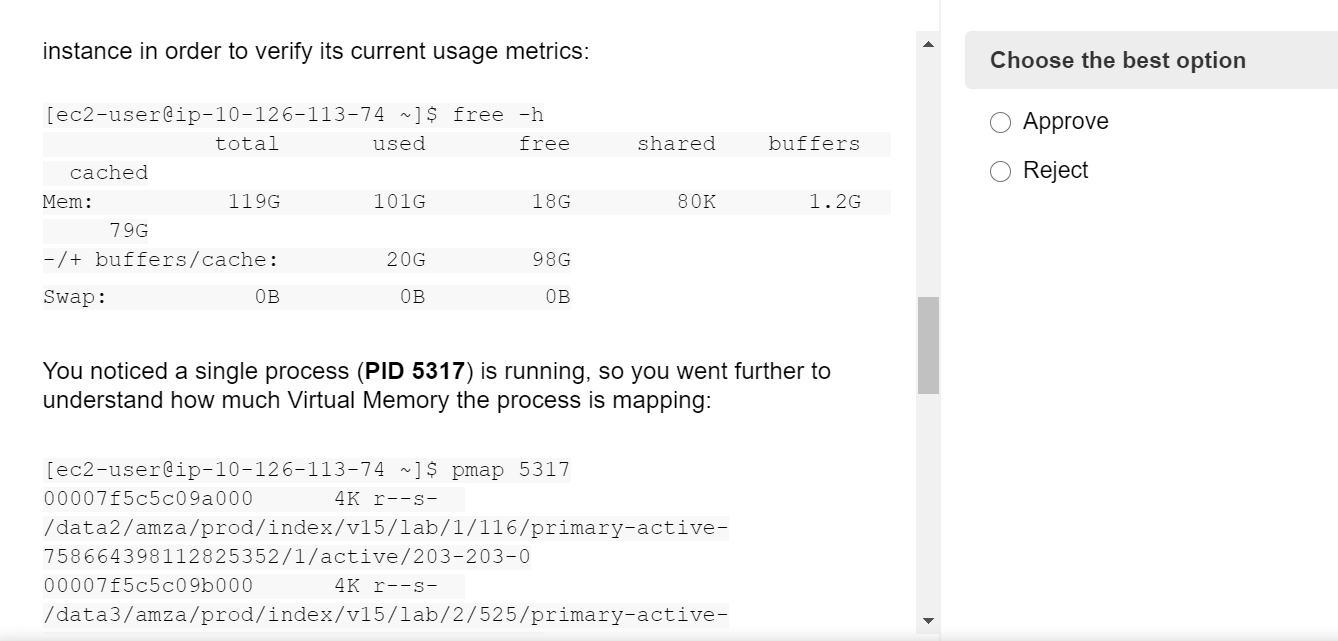 instance in order to verify its current usage metrics:
[ec2-user@ip-10-126-113-74 ~]$ free -h
total used free shared buffers
cached
Mem: 119G 101G 18G 80K 1.2G
79G
-/+ buffers/cache: 20G 98G
Swap: 0B 0B 0B
You noticed a single process (PID 5317) is running, so you went further to
understand how much Virtual Memory the process is mapping:
[ec2-user@ip-10-126-113-74 ~]$ pmap 5317
00007f5c5c09a000 4K r--s-
/data2/amza/prod/index/v15/lab/1/116/primary-active-
758664398112825352/1/active/203-203-0
00007f5c5c09b000 4K r--s-
/data3/amza/prod/index/v15/lab/2/525/primary-active-
Choose the best option
Approve
Reject